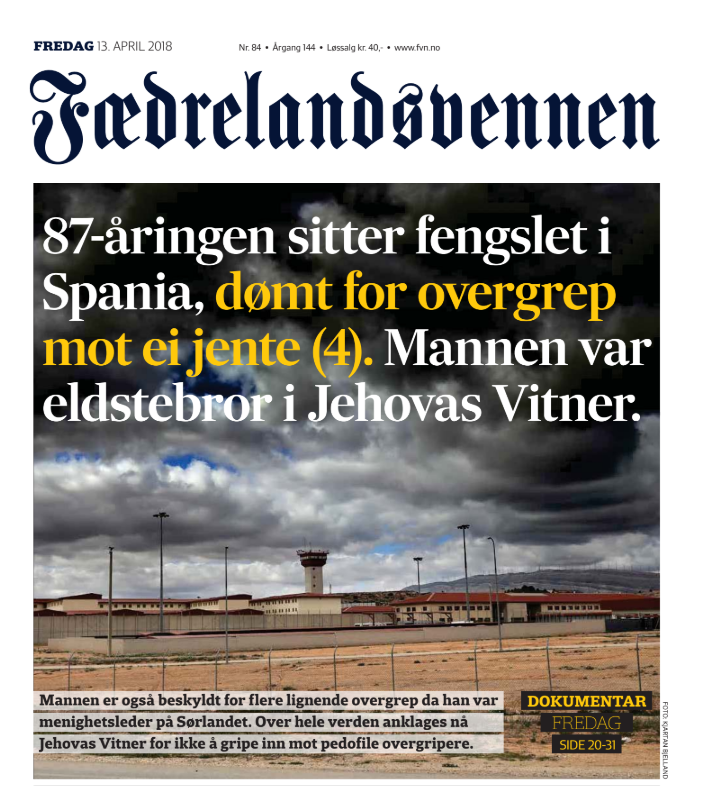 FREDAG 13. APRIL 2018
Nr. 84 • Årgang 144 • Løssalg kr. 40,- • www.fvn.no
Fædrelandsvennen
87-åringen sitter fengslet i
Spania, dømt for overgrep
mot ei jente (4). Mannen var
eldstebror i Jehovas Vitner.
Mannen er også beskyldt for flere lignende overgrep da han var
menighetsleder på Sørlandet. Over hele verden anklages nå
Jehovas Vitner for ikke å gripe inn mot pedofile overgripere.
DOKUMENTAR
FREDAG
SIDE 20-31
FOTO: KJARTAN BJELLAND